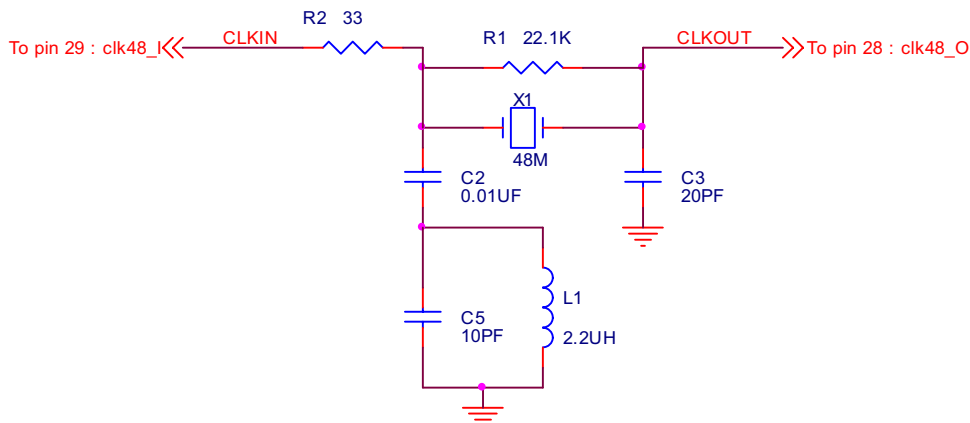 R2 33
To pin 29 : clk48_I
CLKIN
R1 22.1K
CLKOUT
To pin 28 : clk48_O
X1
48M
C2
0.01UF
C3
20PF
C5
10PF
L1
2.2UH